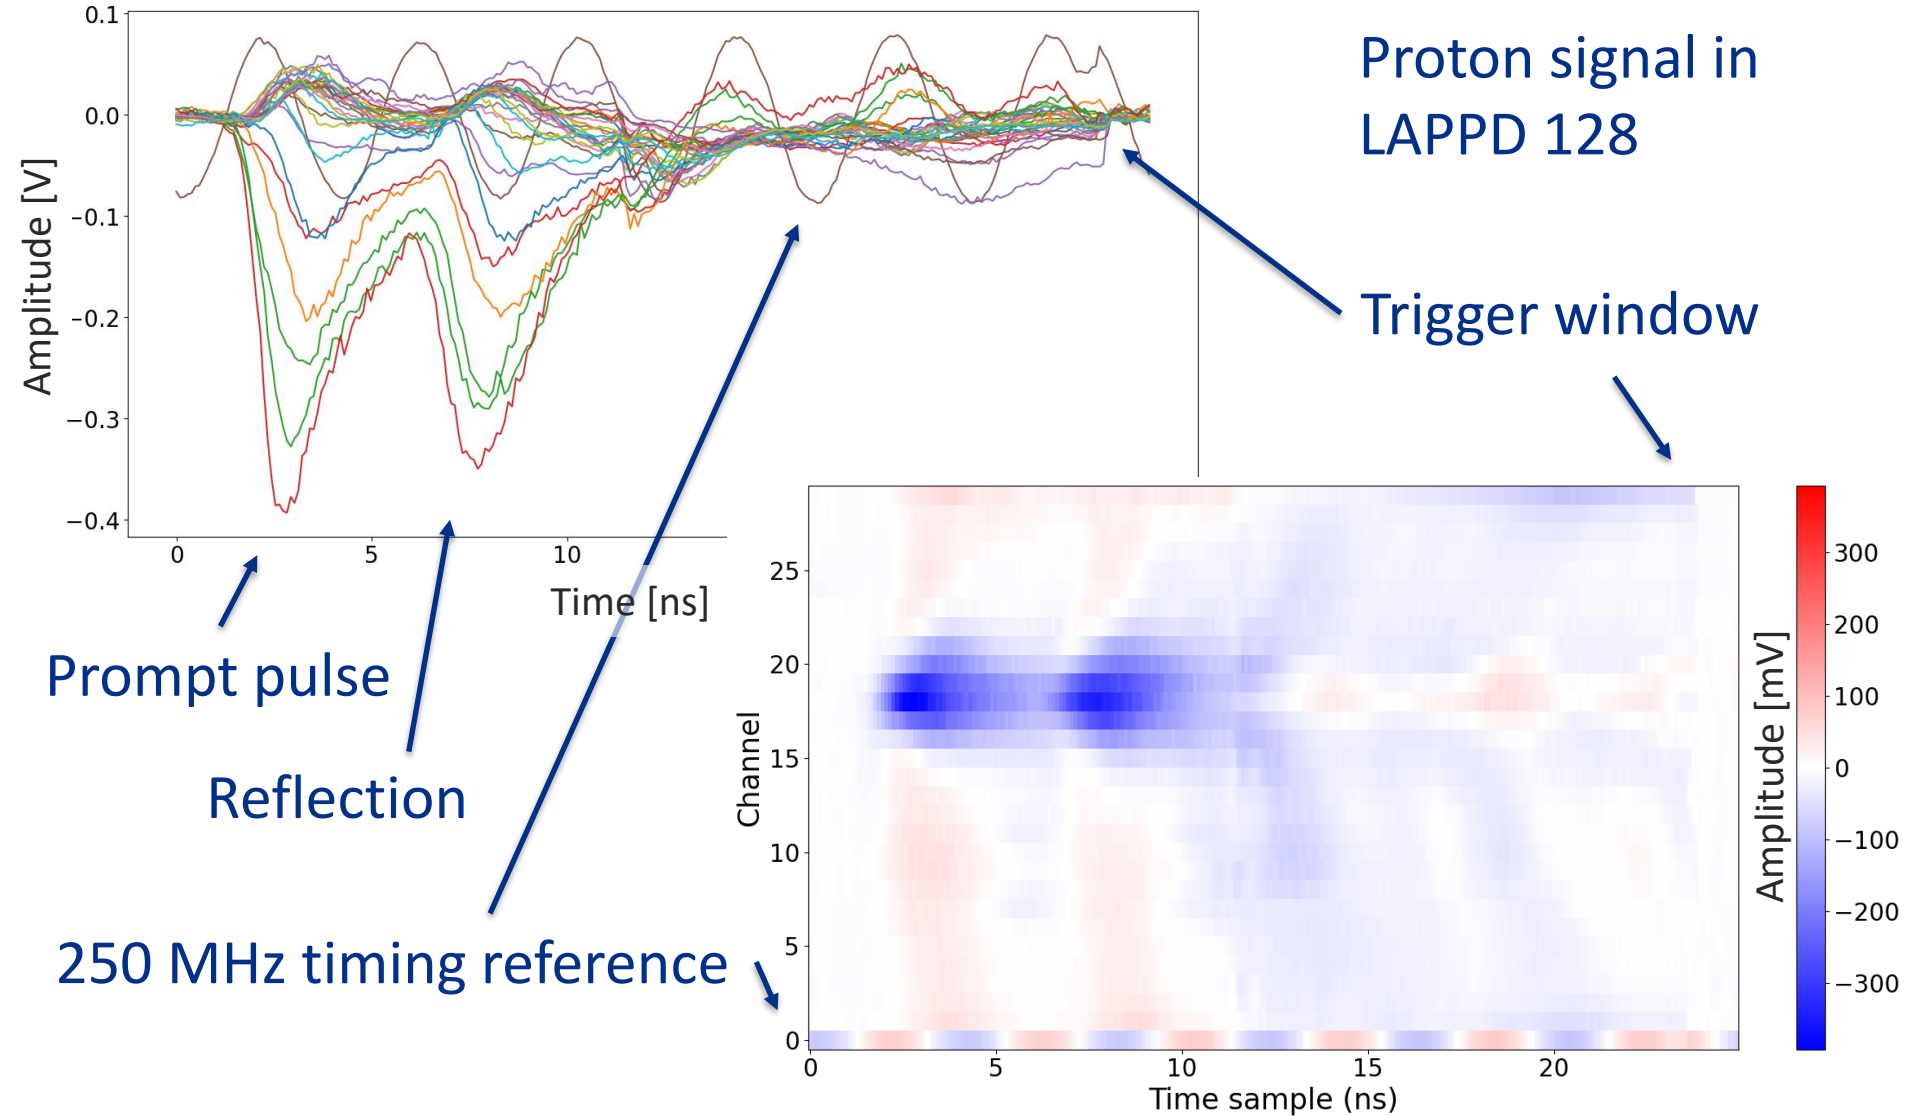 0.1
0.0
−0.1
−0.2
−0.3
−0.4
Amplitude [V]
0
5
10
Time [ns]
Proton signal in
LAPPD 128
Trigger window
Prompt pulse
Reflection
250 MHz timing reference
25
20
15
10
5
0
Channel
0
5
10
15
20
Time sample (ns)
300
200
100
0
−100
−200
−300
Amplitude [mV]